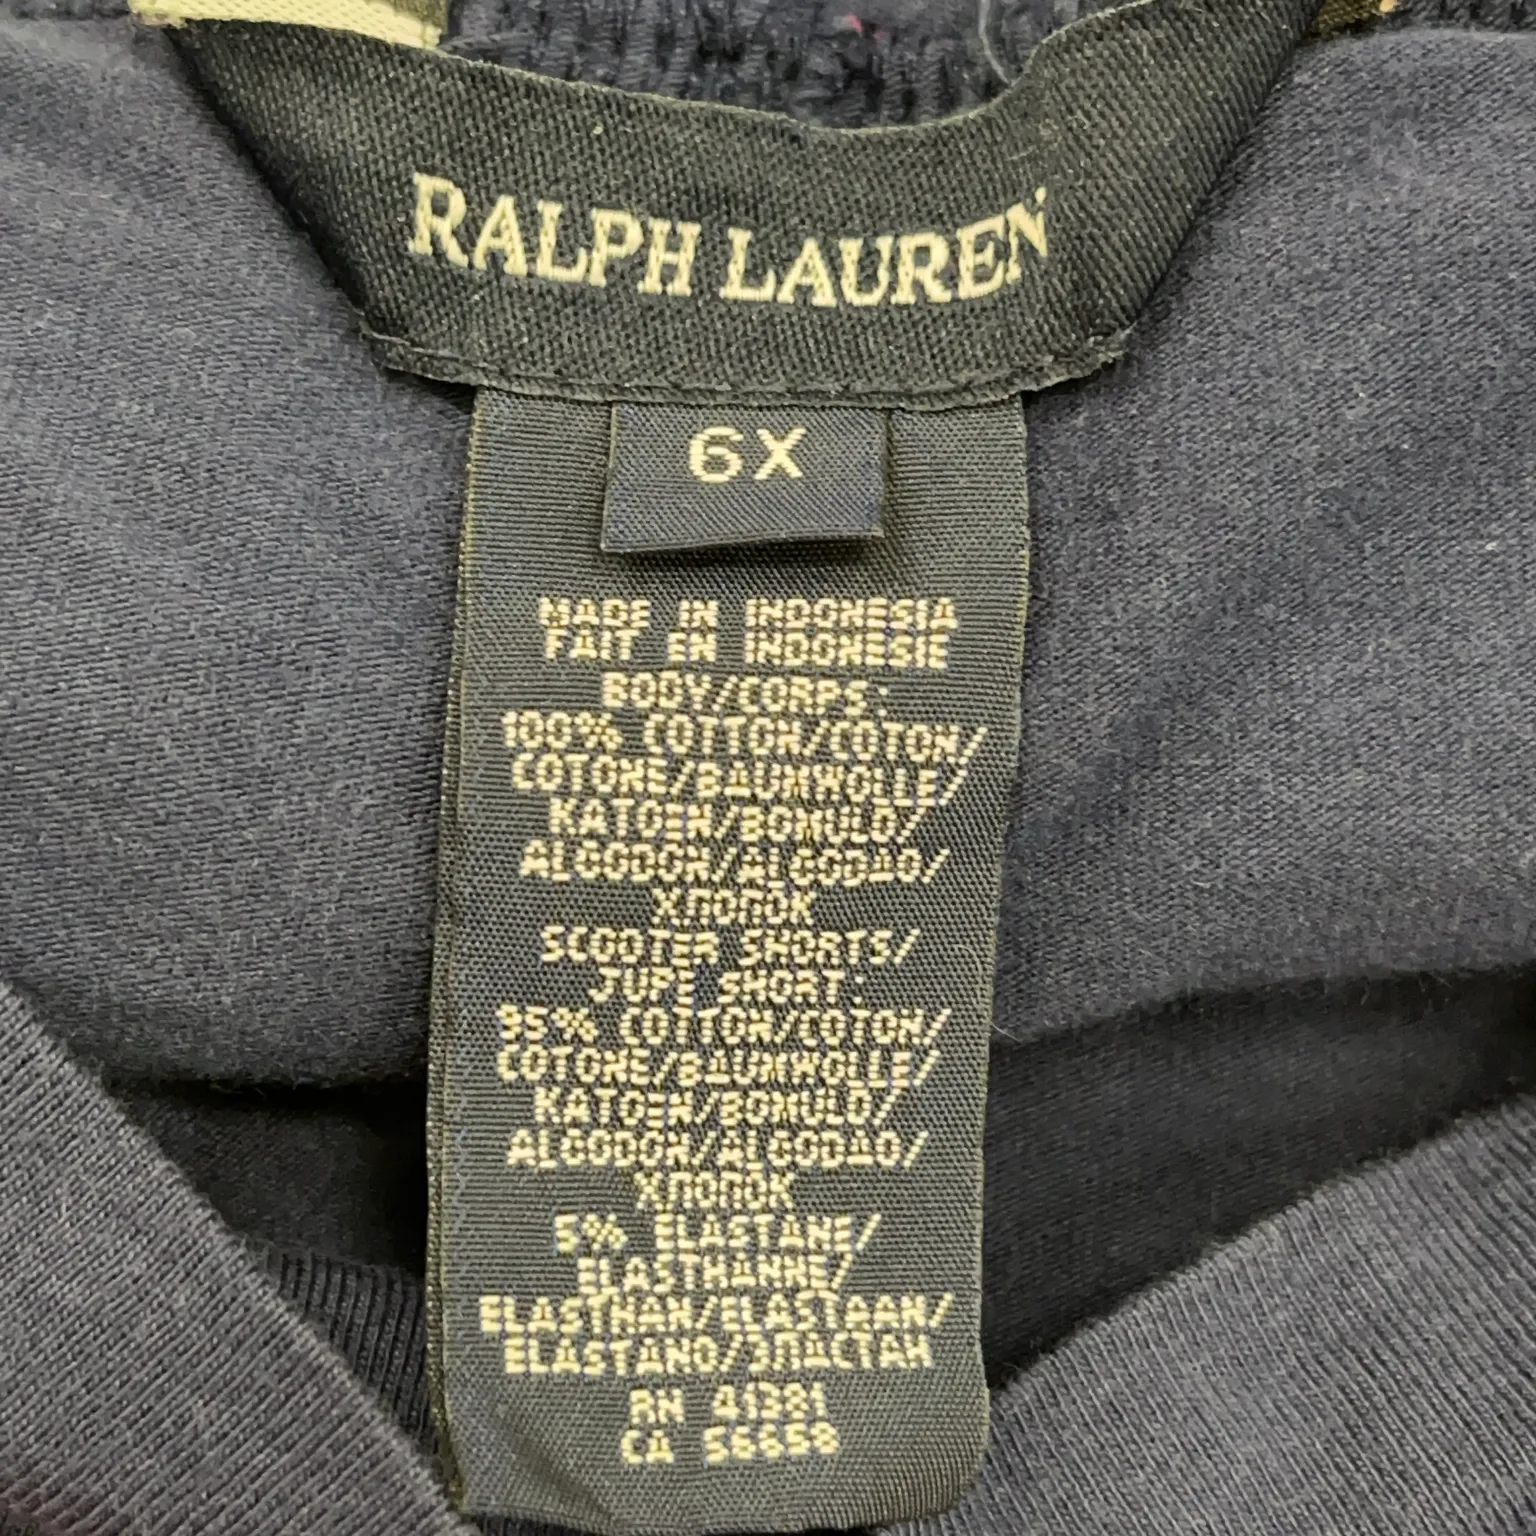 RALPH LAUREN
6X
MADE IN INDONESIA
FAIT EN INDONESIE
BODY/CORPS:
100% COTTON/COTON/
COTONE/BAUMWOLLE/
KATOEN/BOMULD/
ALGODON/ALGODAO/
ХЛОПОК
SCOOTER SHORTS/
JUPE SHORT:
95% COTTON/COTON/
COTONE/BAUMWOLLE/
KATOEN/BOMULD/
ALGODON/ALGODAO/
ХЛОПОК
5% ELASTANE/
ELASTHANNE/
ELASTHAN/ELASTAAN/
ELASTANO/ЭЛАСТАН
RN 41381
CA 56658